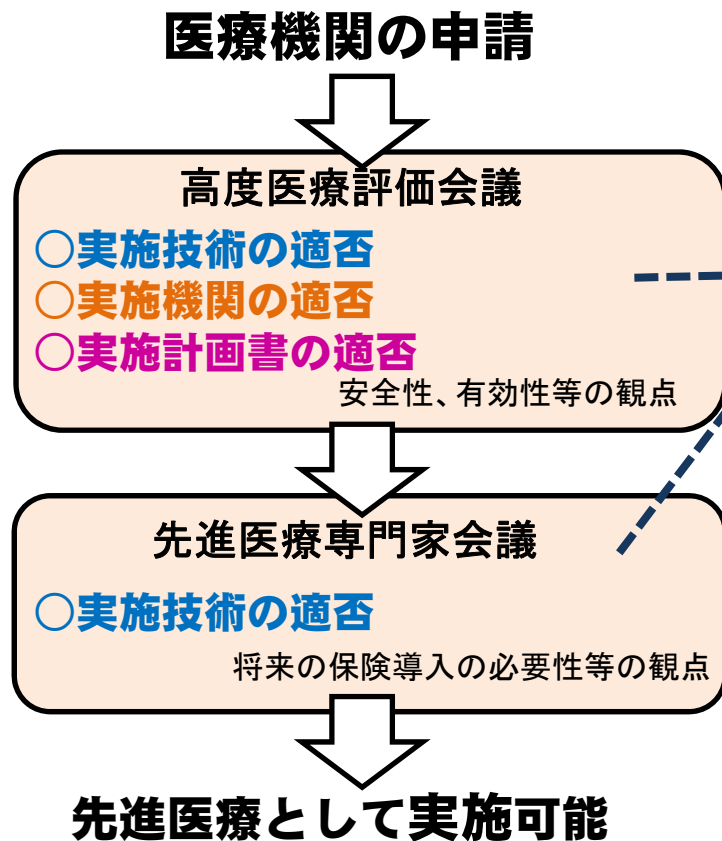 医療機関の申請
高度医療評価会議
○実施技術の適否
○実施機関の適否
○実施計画書の適否
安全性、有効性等の観点
先進医療専門家会議
○実施技術の適否
将来の保険導入の必要性等の観点
先進医療として実施可能